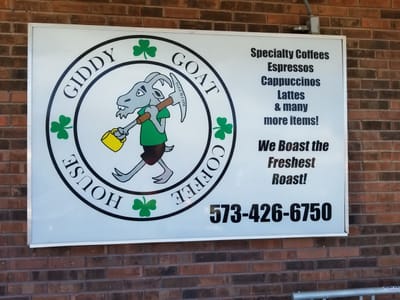 GIDDY GOAT
COFFEE HOUSE
Specialty Coffees
Espressos
Cappuccinos
Lattes
& many
more items!
We Boast the
Freshest
Roast!
573-426-6750